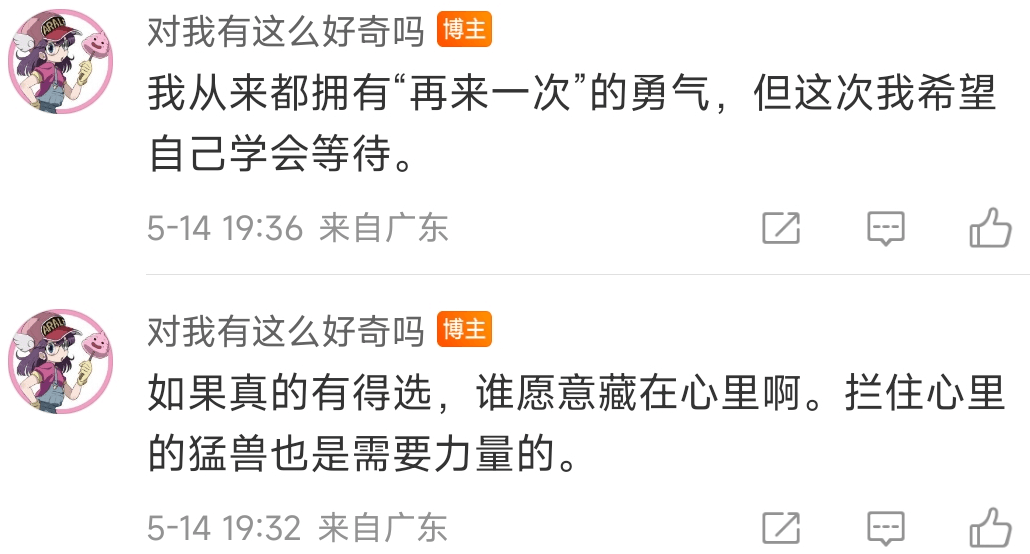 对我有这么好奇吗 博主
我从来都拥有“再来一次”的勇气，但这次我希望
自己学会等待。
5-14 19:36 来自广东
对我有这么好奇吗 博主
如果真的有得选，谁愿意藏在心里啊。拦住心里
的猛兽也是需要力量的。
5-14 19:32 来自广东